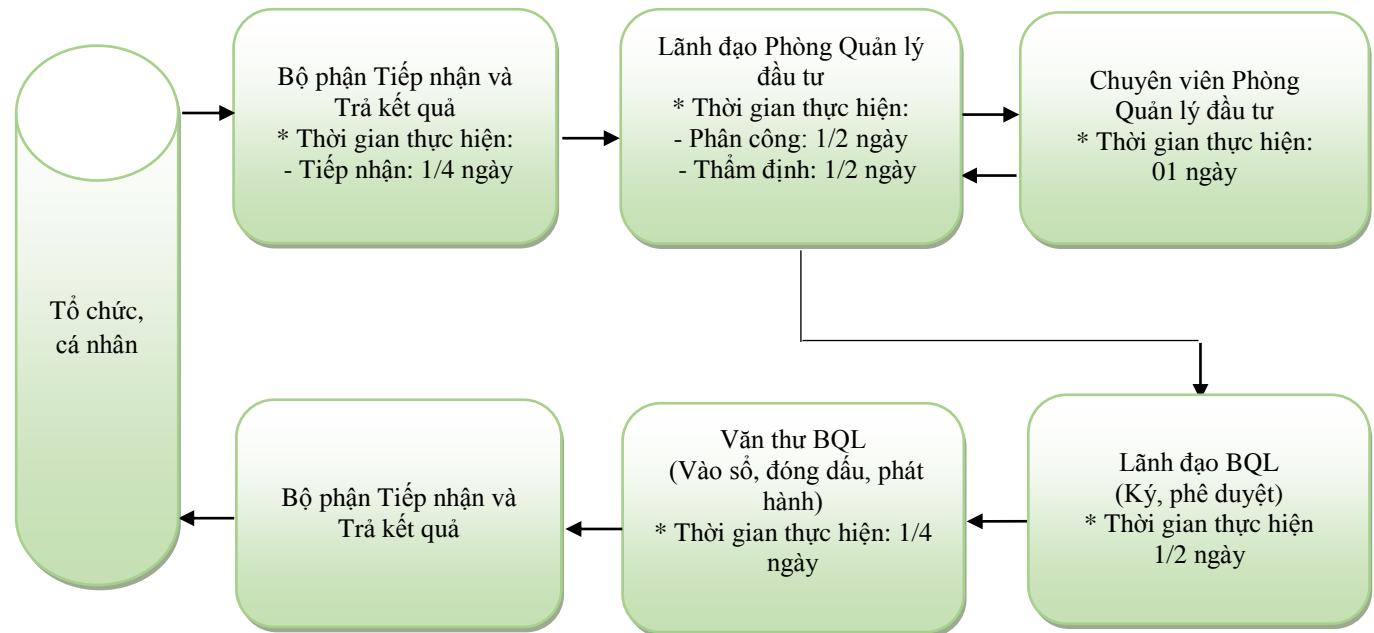 Tổ chức,
cá nhân
Bộ phận Tiếp nhận và
Trả kết quả
* Thời gian thực hiện:
- Tiếp nhận: 1/4 ngày
Lãnh đạo Phòng Quản lý
đầu tư
* Thời gian thực hiện:
- Phân công: 1/2 ngày
- Thẩm định: 1/2 ngày
Chuyên viên Phòng
Quản lý đầu tư
* Thời gian thực hiện:
01 ngày
Lãnh đạo BQL
(Ký, phê duyệt)
* Thời gian thực hiện
1/2 ngày
Văn thư BQL
(Vào sổ, đóng dấu, phát
hành)
* Thời gian thực hiện: 1/4
ngày
Bộ phận Tiếp nhận và
Trả kết quả